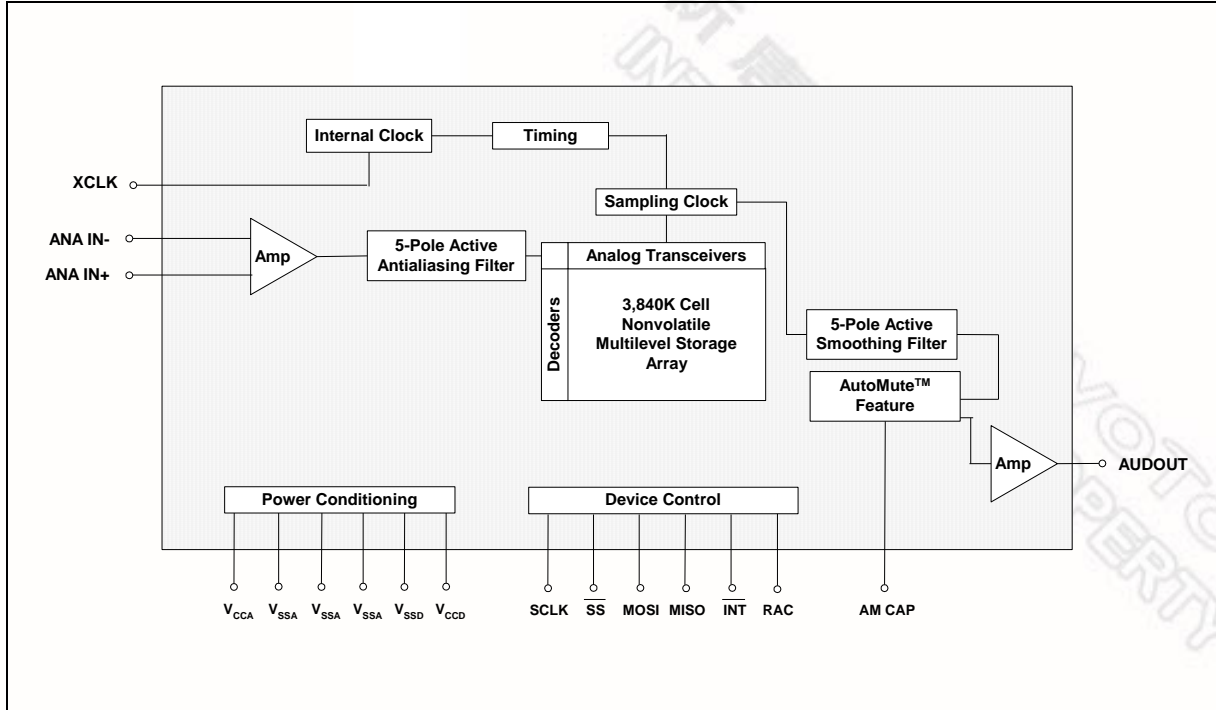 Internal Clock
Timing
XCLK
Sampling Clock
ANA IN-
ANA IN+
Amp
5-Pole Active
Antialiasing Filter
Analog Transceivers
Decoders
3,840K Cell
Nonvolatile
Multilevel Storage
Array
5-Pole Active
Smoothing Filter
AutoMute™
Feature
Amp
AUDOUT
Power Conditioning
Device Control
VCCA
VSSA
VSSA
VSSA
VSSD
VCCD
SCLK
SS
MOSI
MISO
INT
RAC
AM CAP